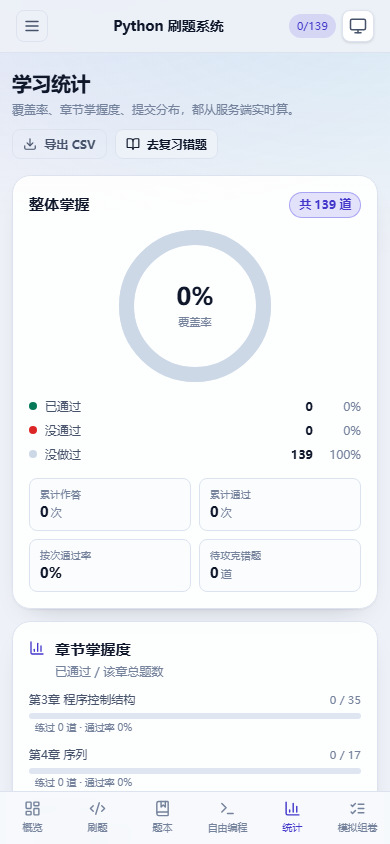 Python 刷题系统
0/139
学习统计
覆盖率、章节掌握度、提交分布，都从服务端实时算。
导出 CSV
去复习错题
整体掌握
共 139 道
0%
覆盖率
已通过 0 0%
没通过 0 0%
没做过 139 100%
累计作答
0 次
累计通过
0 次
按次通过率
0%
待攻克错题
0 道
章节掌握度
已通过 / 该章总题数
第3章 程序控制结构 0 / 35
练过 0 道 · 通过率 0%
第4章 序列 0 / 17
练过 0 道 · 通过率 0%
概览 刷题 题本 自由编程 统计 模拟组卷